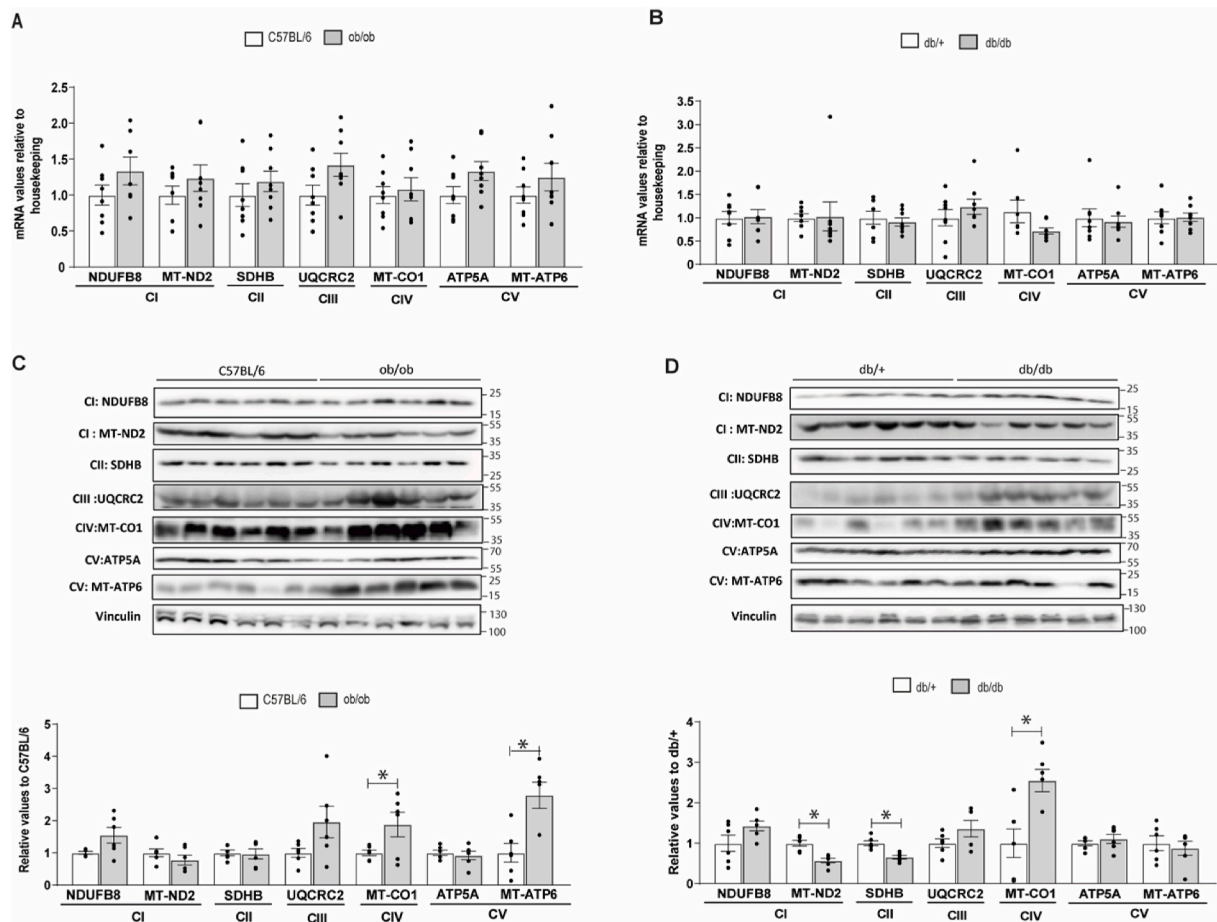 A
C57BL/6 ob/ob
mRNA values relative to
housekeeping
2.5
2.0
1.5
1.0
0.5
0
NDUFB8 MT-ND2 SDHB UQCRC2 MT-CO1 ATP5A MT-ATP6
CI CII CIII CIV CV
B
db/+ db/db
mRNA values relative to
housekeeping
3.5
3.0
2.5
2.0
1.5
1.0
0.5
0
NDUFB8 MT-ND2 SDHB UQCRC2 MT-CO1 ATP5A MT-ATP6
CI CII CIII CIV CV
C
C57BL/6 ob/ob
CI: NDUFB8 25
15
CI : MT-ND2 55
35
CII: SDHB 35
25
CIII :UQCRC2 55
35
CIV:MT-CO1 55
35
CV:ATP5A 70
55
CV: MT-ATP6 25
15
Vinculin 130
100
C57BL/6 ob/ob
Relative values to C57BL/6
5
4
3
2
1
0
* *
NDUFB8 MT-ND2 SDHB UQCRC2 MT-CO1 ATP5A MT-ATP6
CI CII CIII CIV CV
D
db/+ db/db
CI: NDUFB8 25
15
CI : MT-ND2 55
35
CII: SDHB 35
25
CIII :UQCRC2 55
35
CIV:MT-CO1 55
35
CV:ATP5A 70
55
CV: MT-ATP6 25
15
Vinculin 130
100
db/+ db/db
Relative values to db/+
4
2
0
* * *
NDUFB8 MT-ND2 SDHB UQCRC2 MT-CO1 ATP5A MT-ATP6
CI CII CIII CIV CV